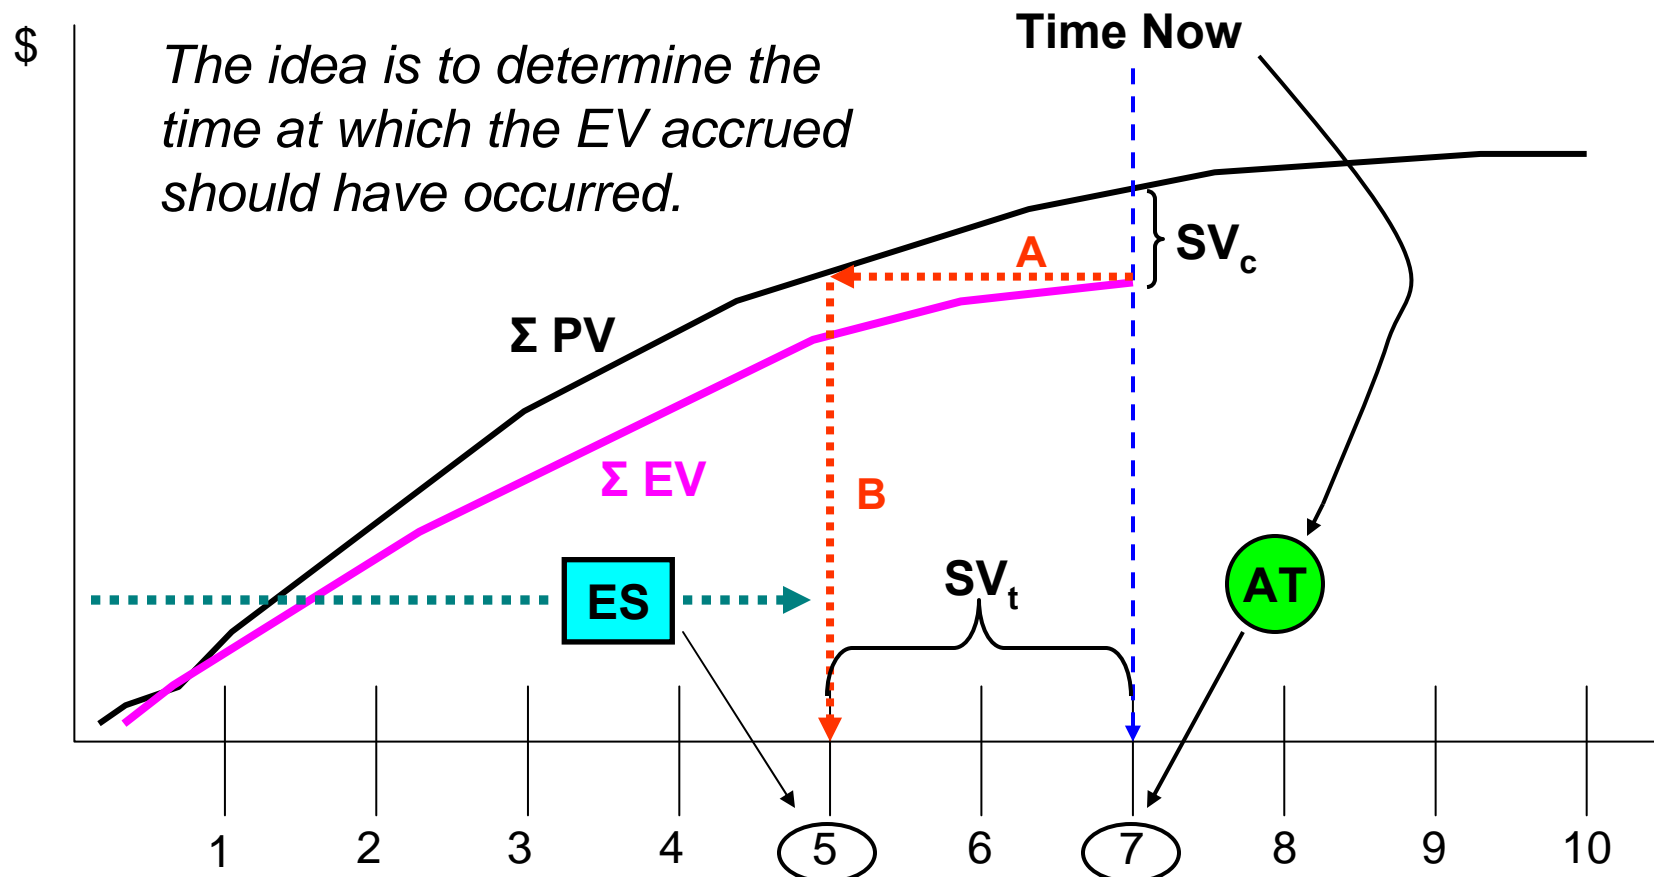 $
Time Now
The idea is to determine the
time at which the EV accrued
should have occurred.
A
SVc
Σ PV
Σ EV
B
ES
SVt
AT
1 2 3 4 5 6 7 8 9 10